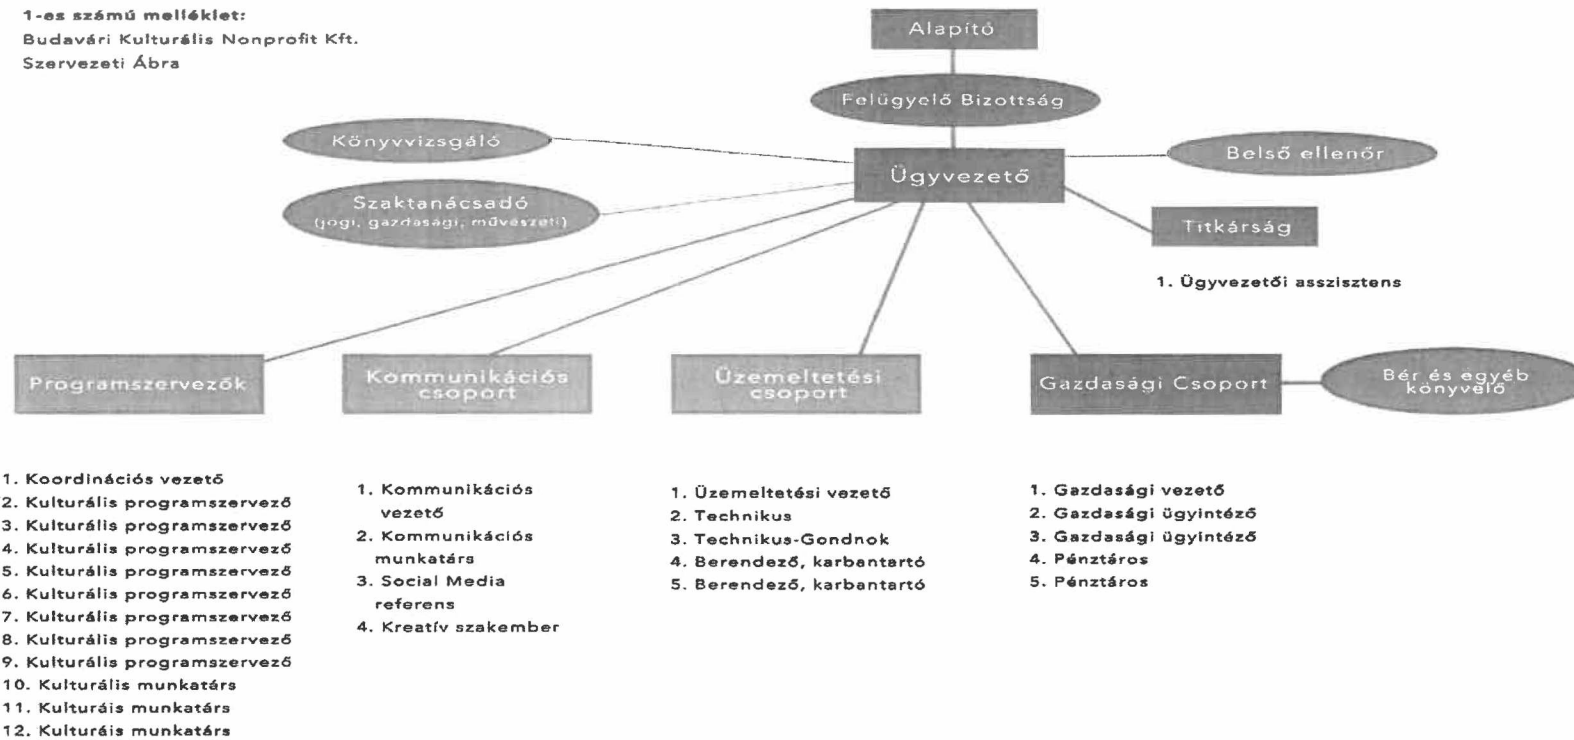 1-es számú melléklet:
Budavári Kulturális Nonprofit Kft.
Szervezeti Ábra
Alapító
Felügyelő Bizottság
Könyvvizsgáló
Belső ellenőr
Ügyvezető
Szaktanácsadó
(jogi, gazdasági, művészeti)
Titkárság
1. Ügyvezetői asszisztens
Programszervezők
Kommunikációs
csoport
Üzemeltetési
csoport
Gazdasági Csoport
Bér és egyéb
könyvelő
1. Koordinációs vezető
2. Kulturális programszervező
3. Kulturális programszervező
4. Kulturális programszervező
5. Kulturális programszervező
6. Kulturális programszervező
7. Kulturális programszervező
8. Kulturális programszervező
9. Kulturális programszervező
10. Kulturális munkatárs
11. Kulturáis munkatárs
12. Kulturáis munkatárs
1. Kommunikációs
vezető
2. Kommunikációs
munkatárs
3. Social Media
referens
4. Kreatív szakember
1. Üzemeltetési vezető
2. Technikus
3. Technikus-Gondnok
4. Berendező, karbantartó
5. Berendező, karbantartó
1. Gazdasági vezető
2. Gazdasági ügyintéző
3. Gazdasági ügyintéző
4. Pénztáros
5. Pénztáros